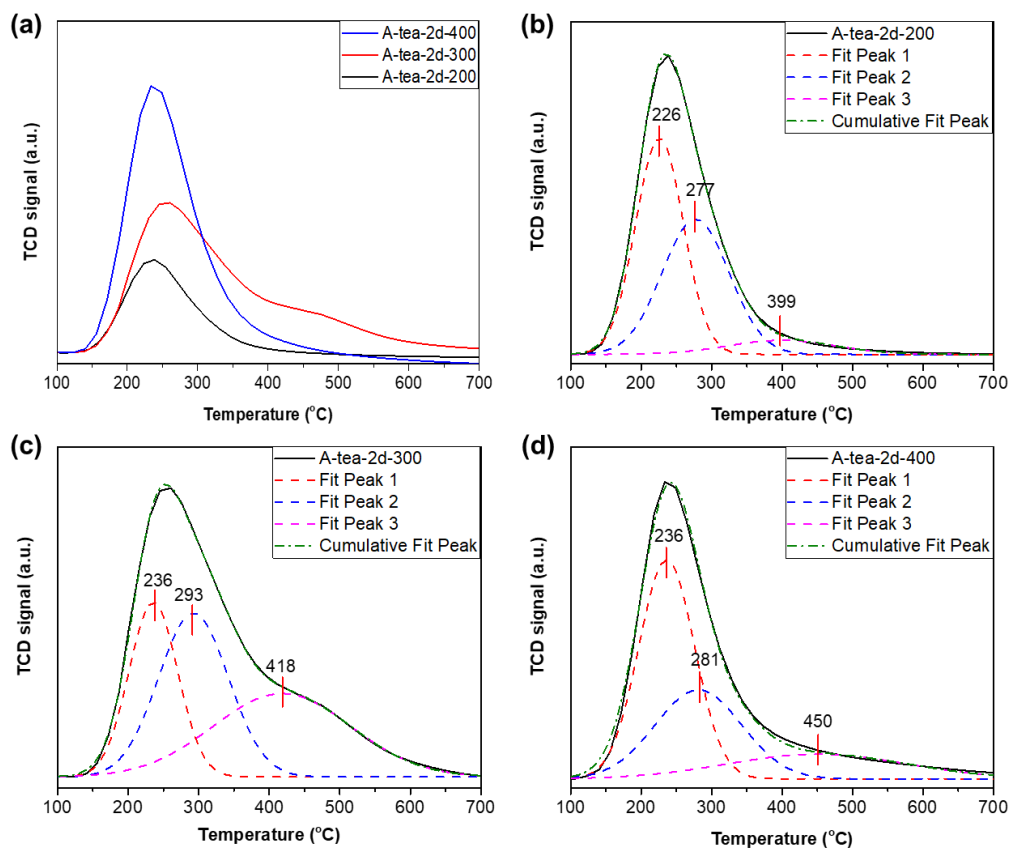 (a)
A-tea-2d-400
A-tea-2d-300
A-tea-2d-200
TCD signal (a.u.)
100 200 300 400 500 600 700
Temperature (°C)
(b)
A-tea-2d-200
Fit Peak 1
Fit Peak 2
Fit Peak 3
Cumulative Fit Peak
226
277
399
TCD signal (a.u.)
100 200 300 400 500 600 700
Temperature (°C)
(c)
A-tea-2d-300
Fit Peak 1
Fit Peak 2
Fit Peak 3
Cumulative Fit Peak
236
293
418
TCD signal (a.u.)
100 200 300 400 500 600 700
Temperature (°C)
(d)
A-tea-2d-400
Fit Peak 1
Fit Peak 2
Fit Peak 3
Cumulative Fit Peak
236
281
450
TCD signal (a.u.)
100 200 300 400 500 600 700
Temperature (°C)